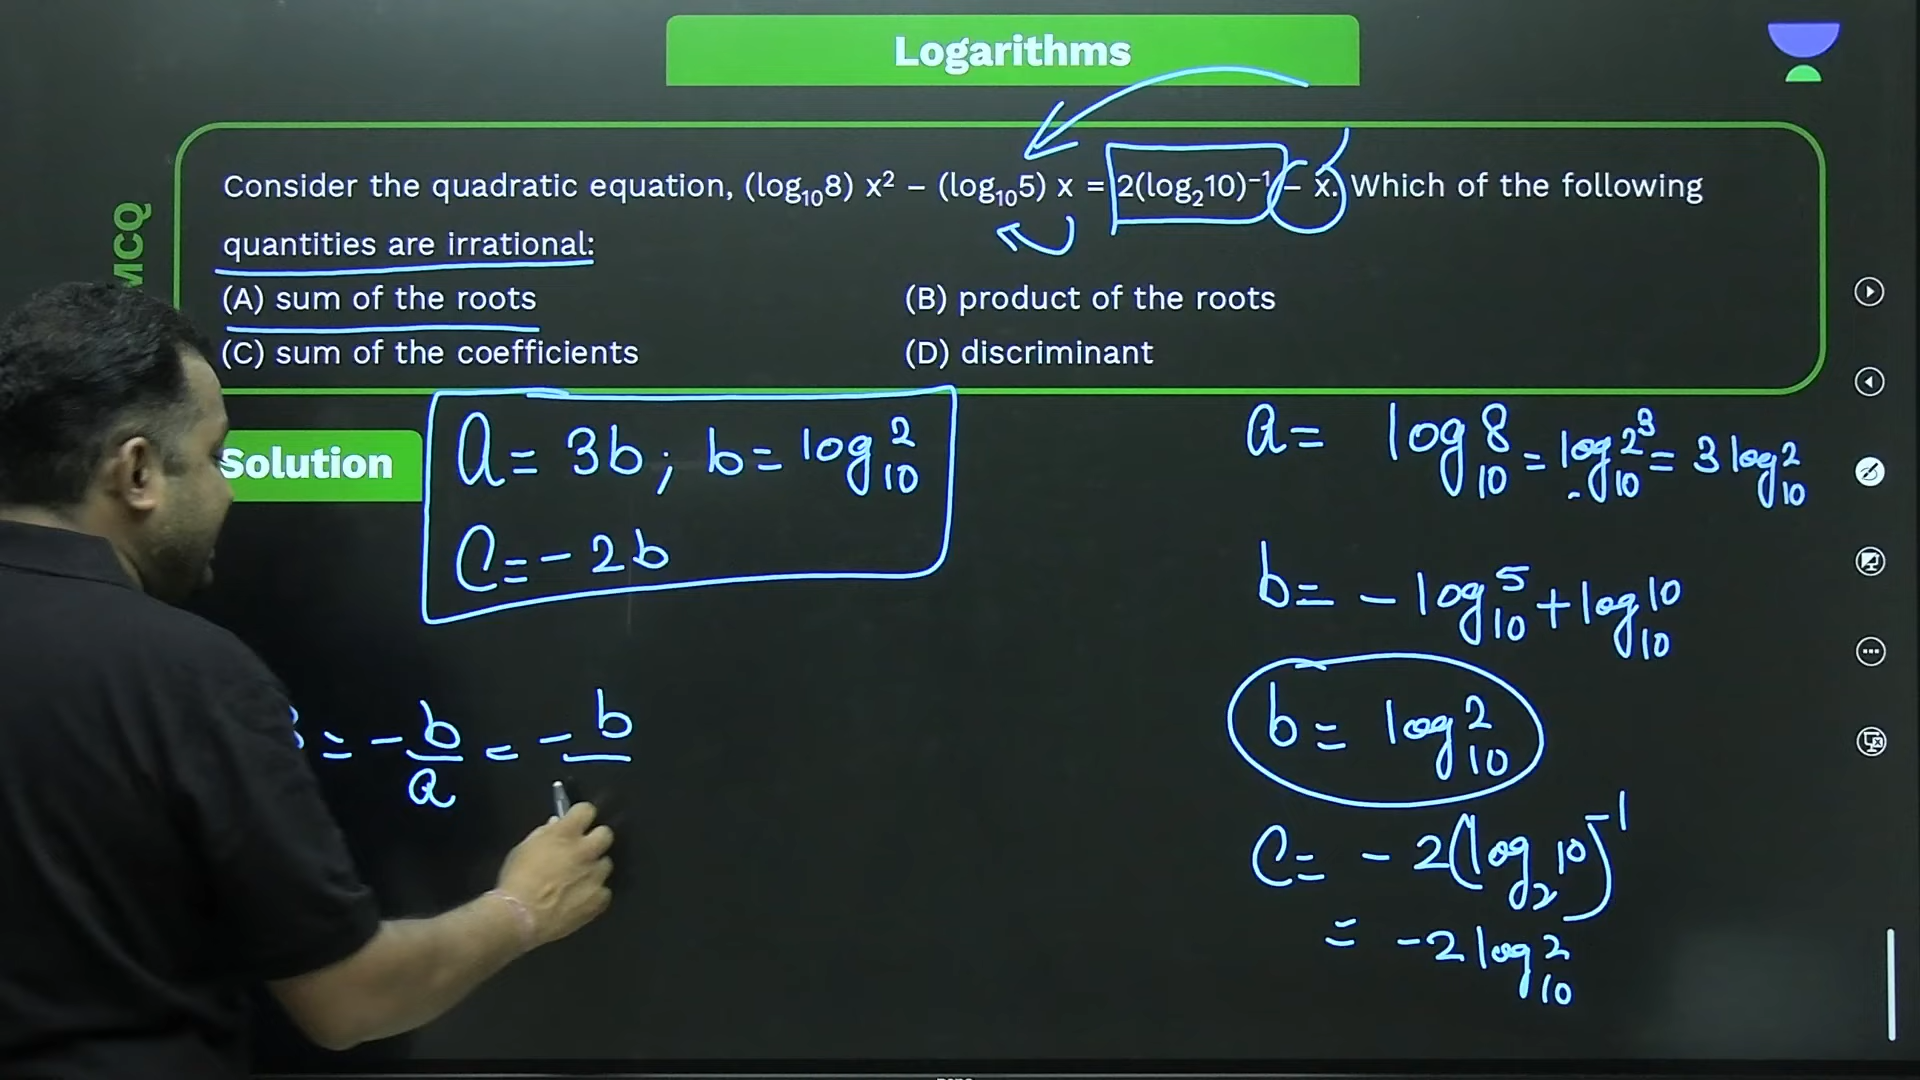 Logarithms
MCQ
Consider the quadratic equation, (log₁₀8) x² – (log₁₀5) x = 2(log₂10)⁻¹ – x. Which of the following
quantities are irrational:
(A) sum of the roots
(B) product of the roots
(C) sum of the coefficients
(D) discriminant
Solution
a = 3b ; b = log₁₀2
C = - 2b
= - b/a = - b
a = log₁₀8 = log₁₀2³ = 3 log₁₀2
b = - log₁₀5 + log₁₀10
b = log₁₀2
C = - 2(log₂10)⁻¹
= -2 log₁₀2